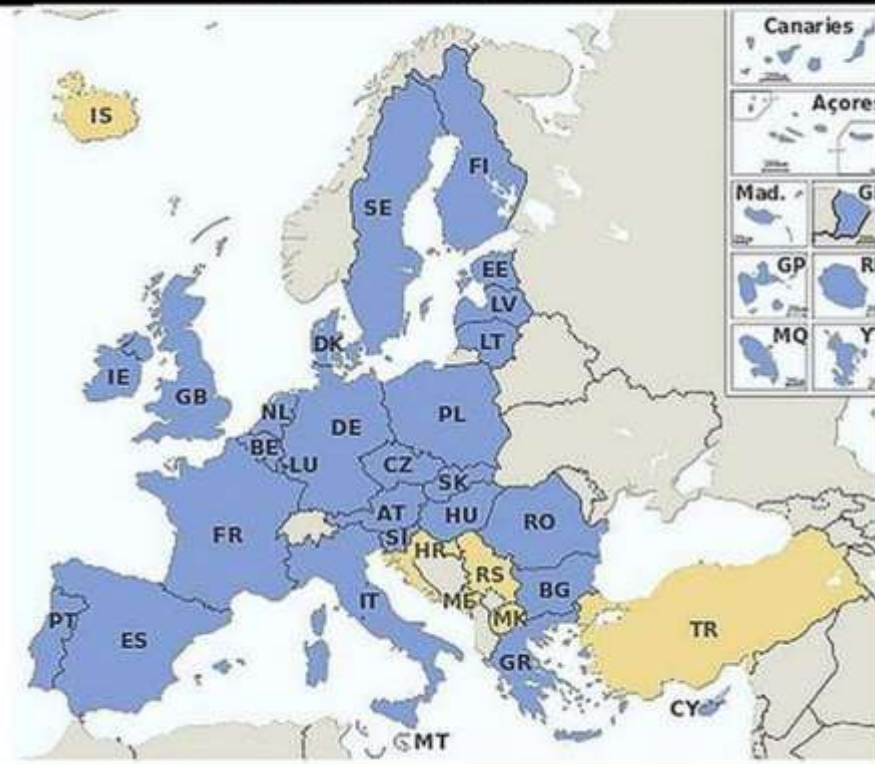 Canaries
IS
Açores
FI
SE
Mad.
GP
EE
LV
MQ
LT
DK
IE
GB
NL
DE
PL
BE
LU
CZ
SK
AT
HU
RO
FR
SI
HR
RS
BG
IT
ME
MK
PT
ES
TR
GR
CY
MT